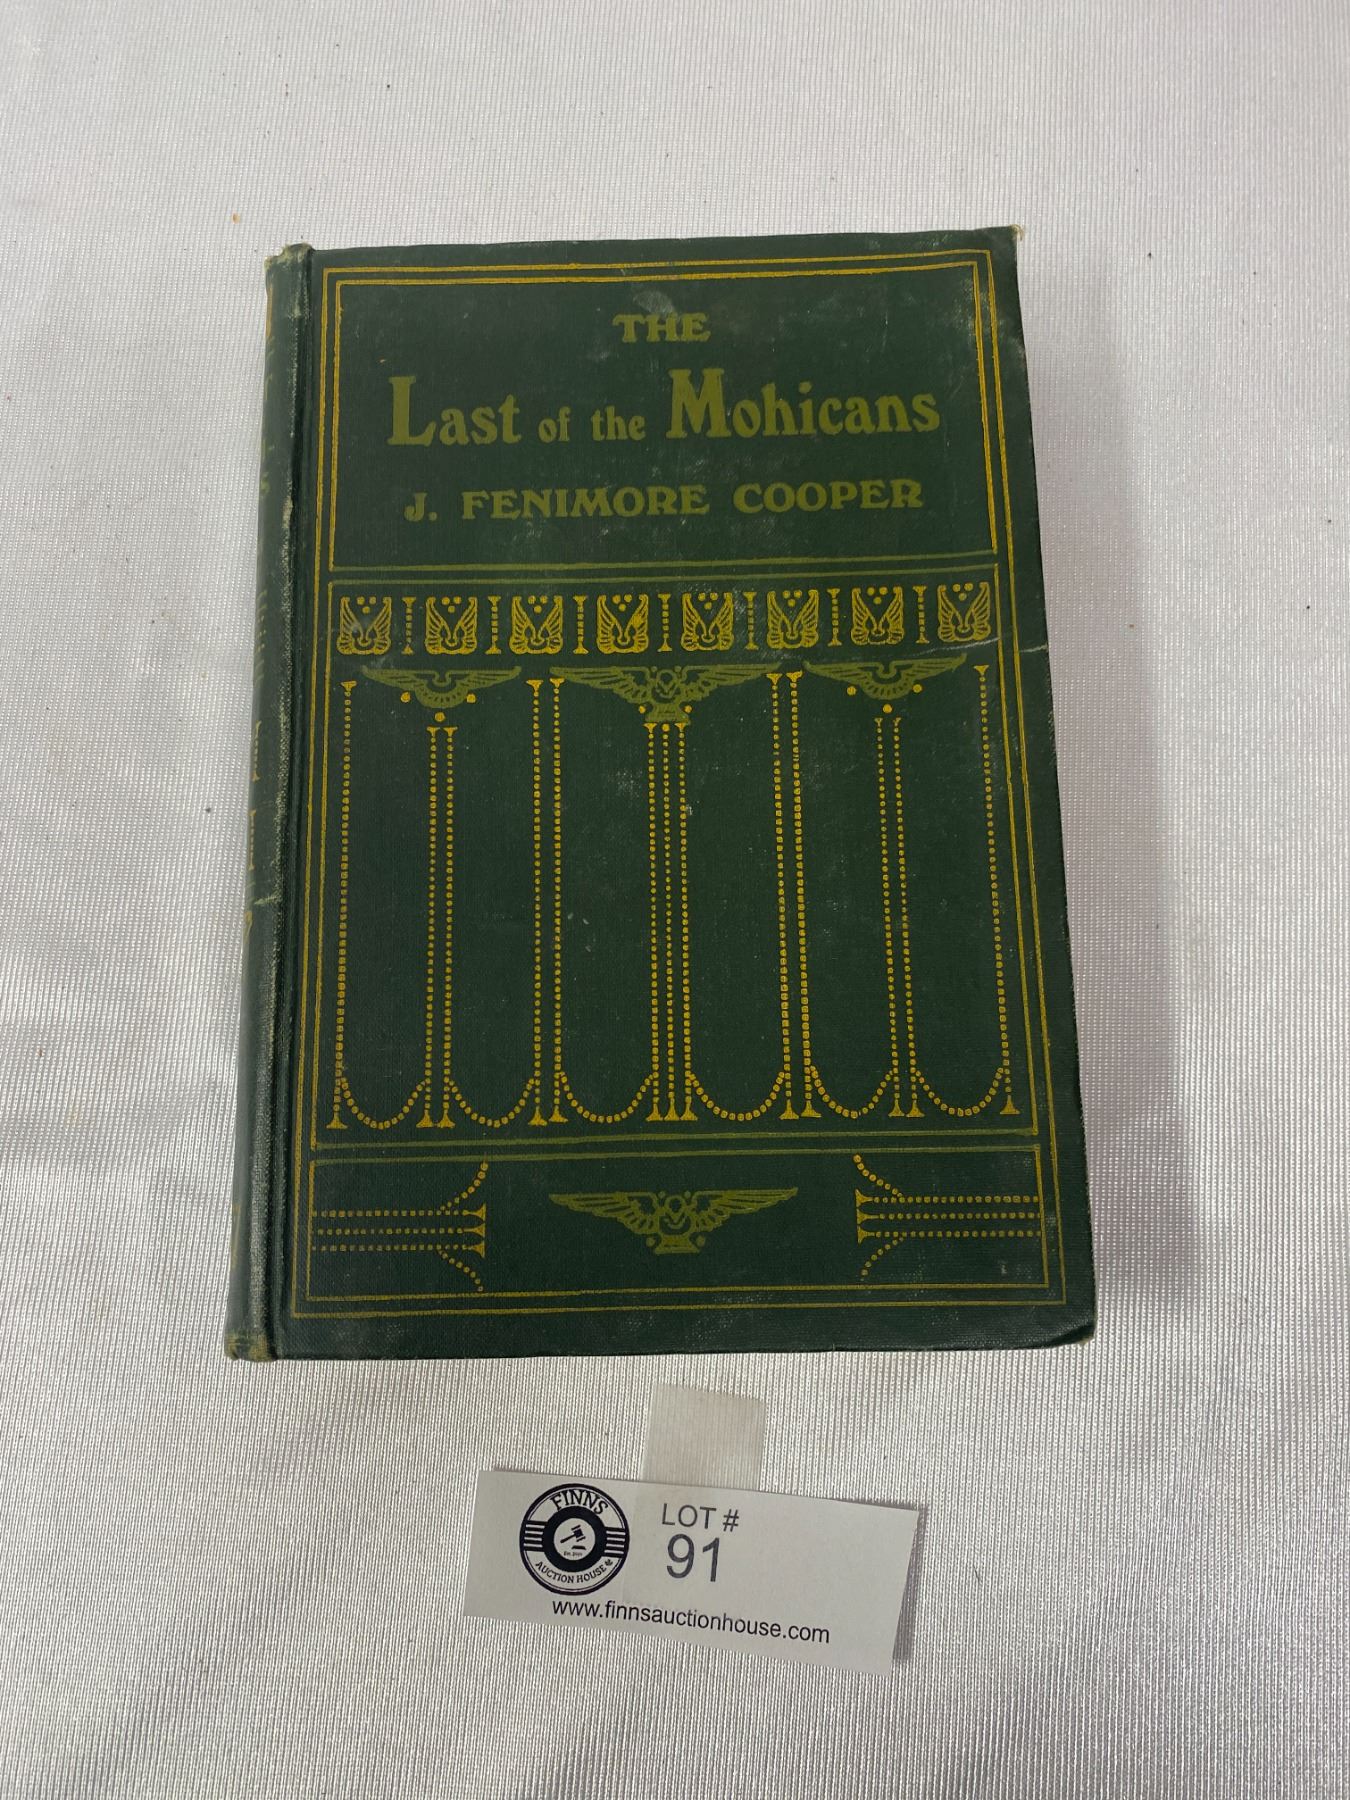 THE
Last of the Mohicans
J. FENIMORE COOPER
FINNS
AUCTION HOUSE
LOT #
91
www.finnsauctionhouse.com